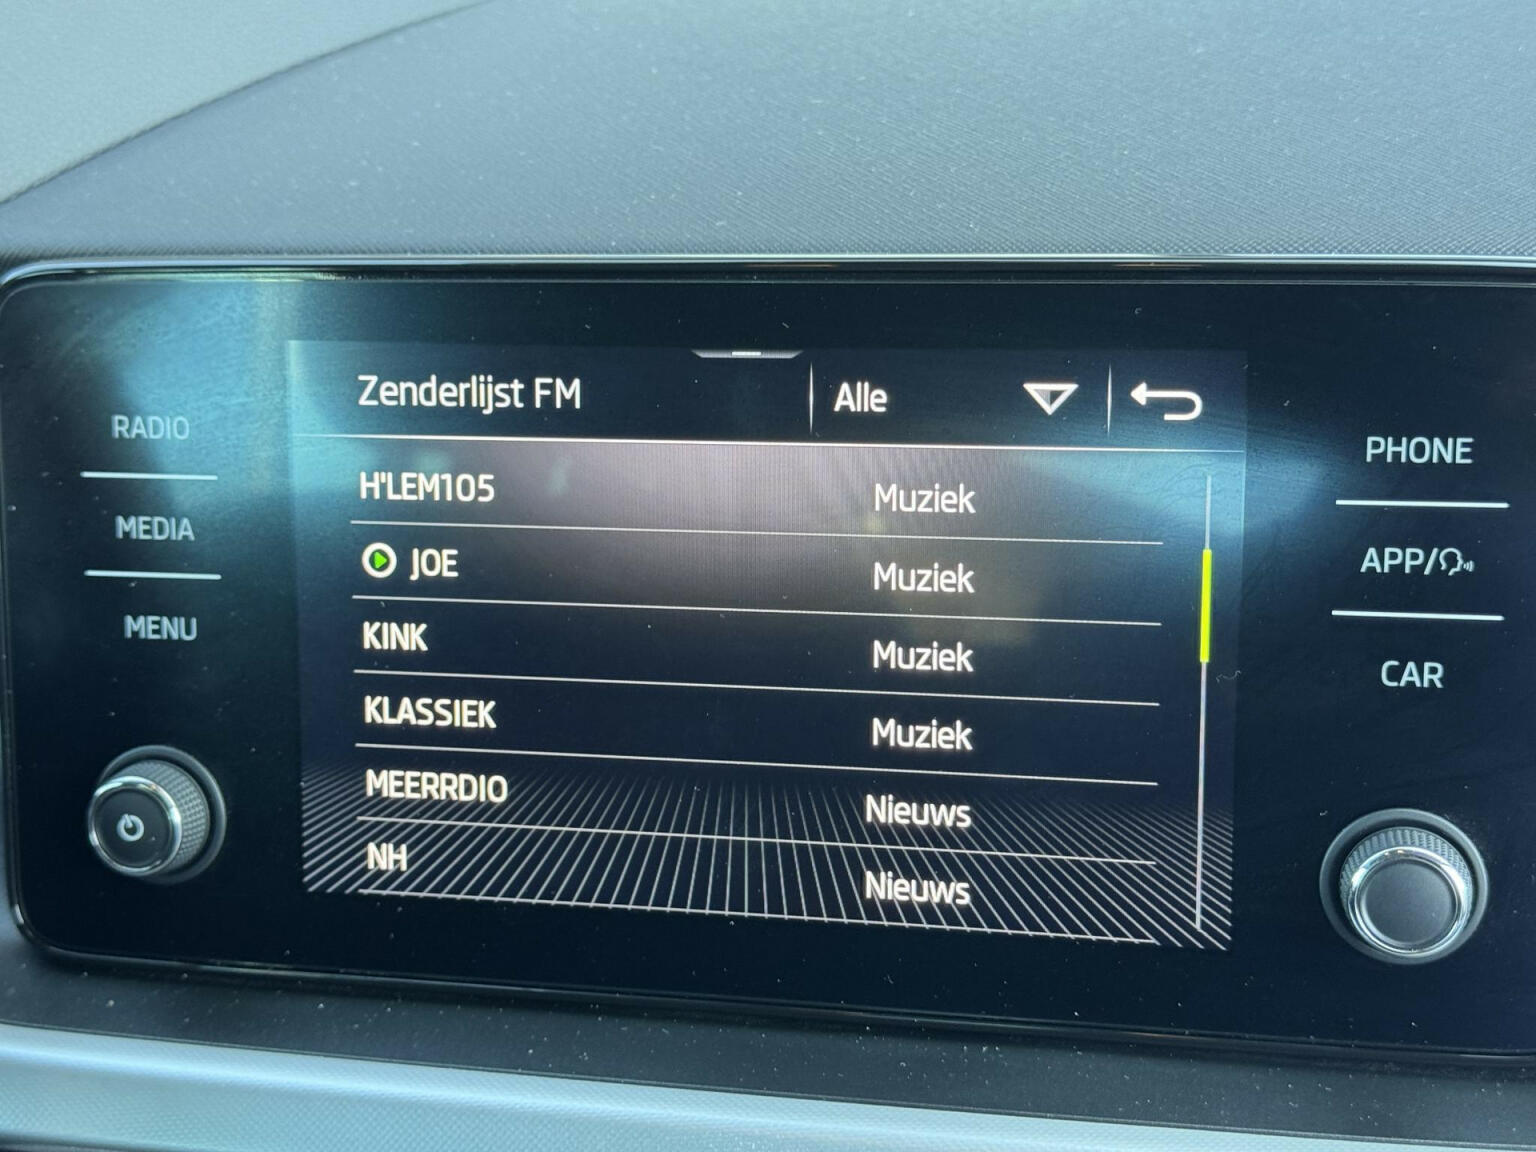 Zenderlijst FM Alle
RADIO
MEDIA
MENU
H'LEM105 Muziek
JOE Muziek
KINK Muziek
KLASSIEK Muziek
MEERRDIO Nieuws
NH Nieuws
PHONE
APP/
CAR